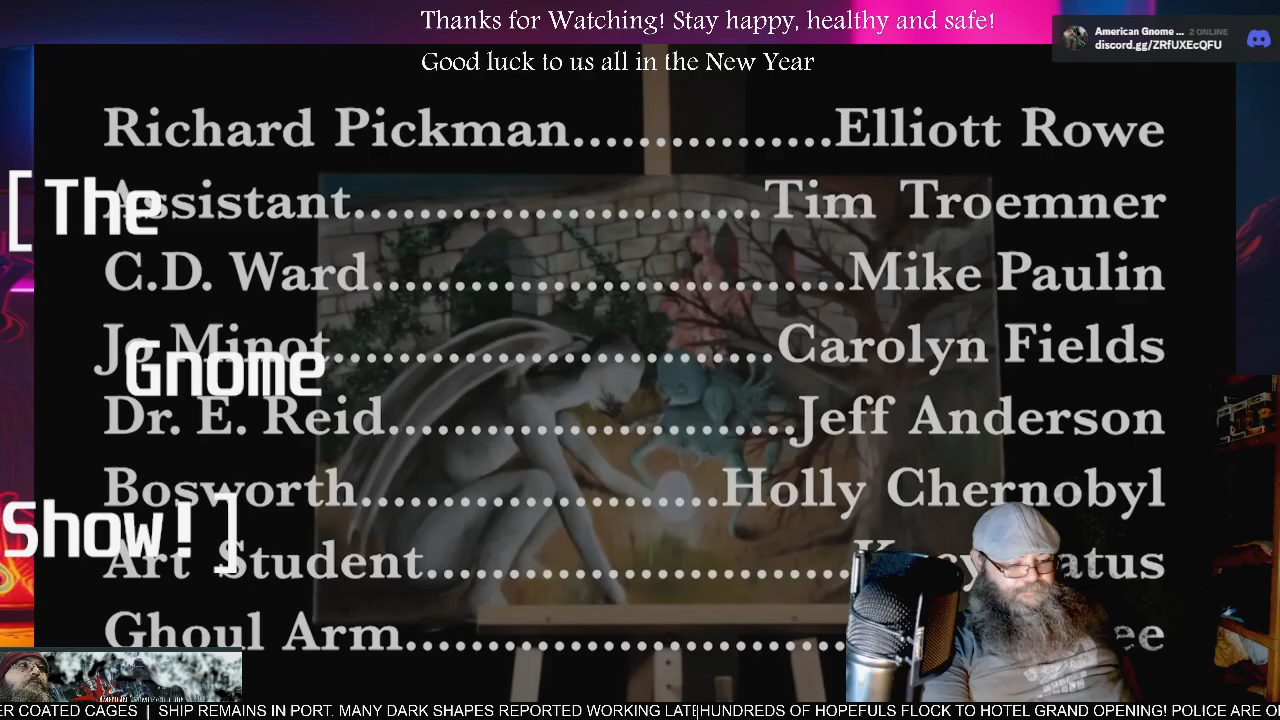 Thanks for Watching! Stay happy, healthy and safe!
Good luck to us all in the New Year
American Gnome ... 2 ONLINE
discord.gg/ZRfUXEcQFU
Richard Pickman................Elliott Rowe
Assistant.........................Tim Troemner
C.D. Ward.............................Mike Paulin
Jo Minot...........................Carolyn Fields
Dr. E. Reid.........................Jeff Anderson
Bosworth......................Holly Chernobyl
Art Student..........................
Ghoul Arm...........................
[The
Gnome
Show! ]
ER COATED CAGES | SHIP REMAINS IN PORT. MANY DARK SHAPES REPORTED WORKING LATE|HUNDREDS OF HOPEFULS FLOCK TO HOTEL GRAND OPENING! POLICE ARE O